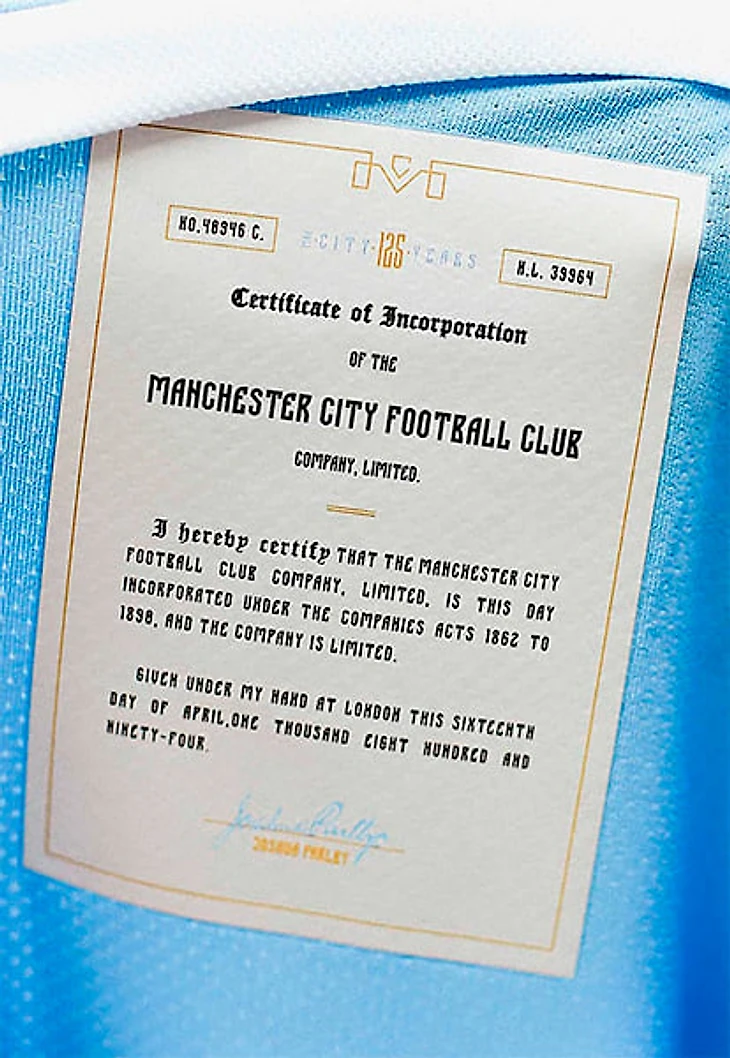 NO.48946 C.
CITY·125·YEARS
N.L. 39964
Certificate of Incorporation
OF THE
MANCHESTER CITY FOOTBALL CLUB
COMPANY, LIMITED.
I hereby certify THAT THE MANCHESTER CITY
FOOTBALL CLUB COMPANY, LIMITED, IS THIS DAY
INCORPORATED UNDER THE COMPANIES ACTS 1862 TO
1898, AND THE COMPANY IS LIMITED.
GIVEN UNDER MY HAND AT LONDON THIS SIXTEENTH
DAY OF APRIL,ONE THOUSAND EIGHT HUNDRED AND
NINETY-FOUR.
JOSHUA PARLBY